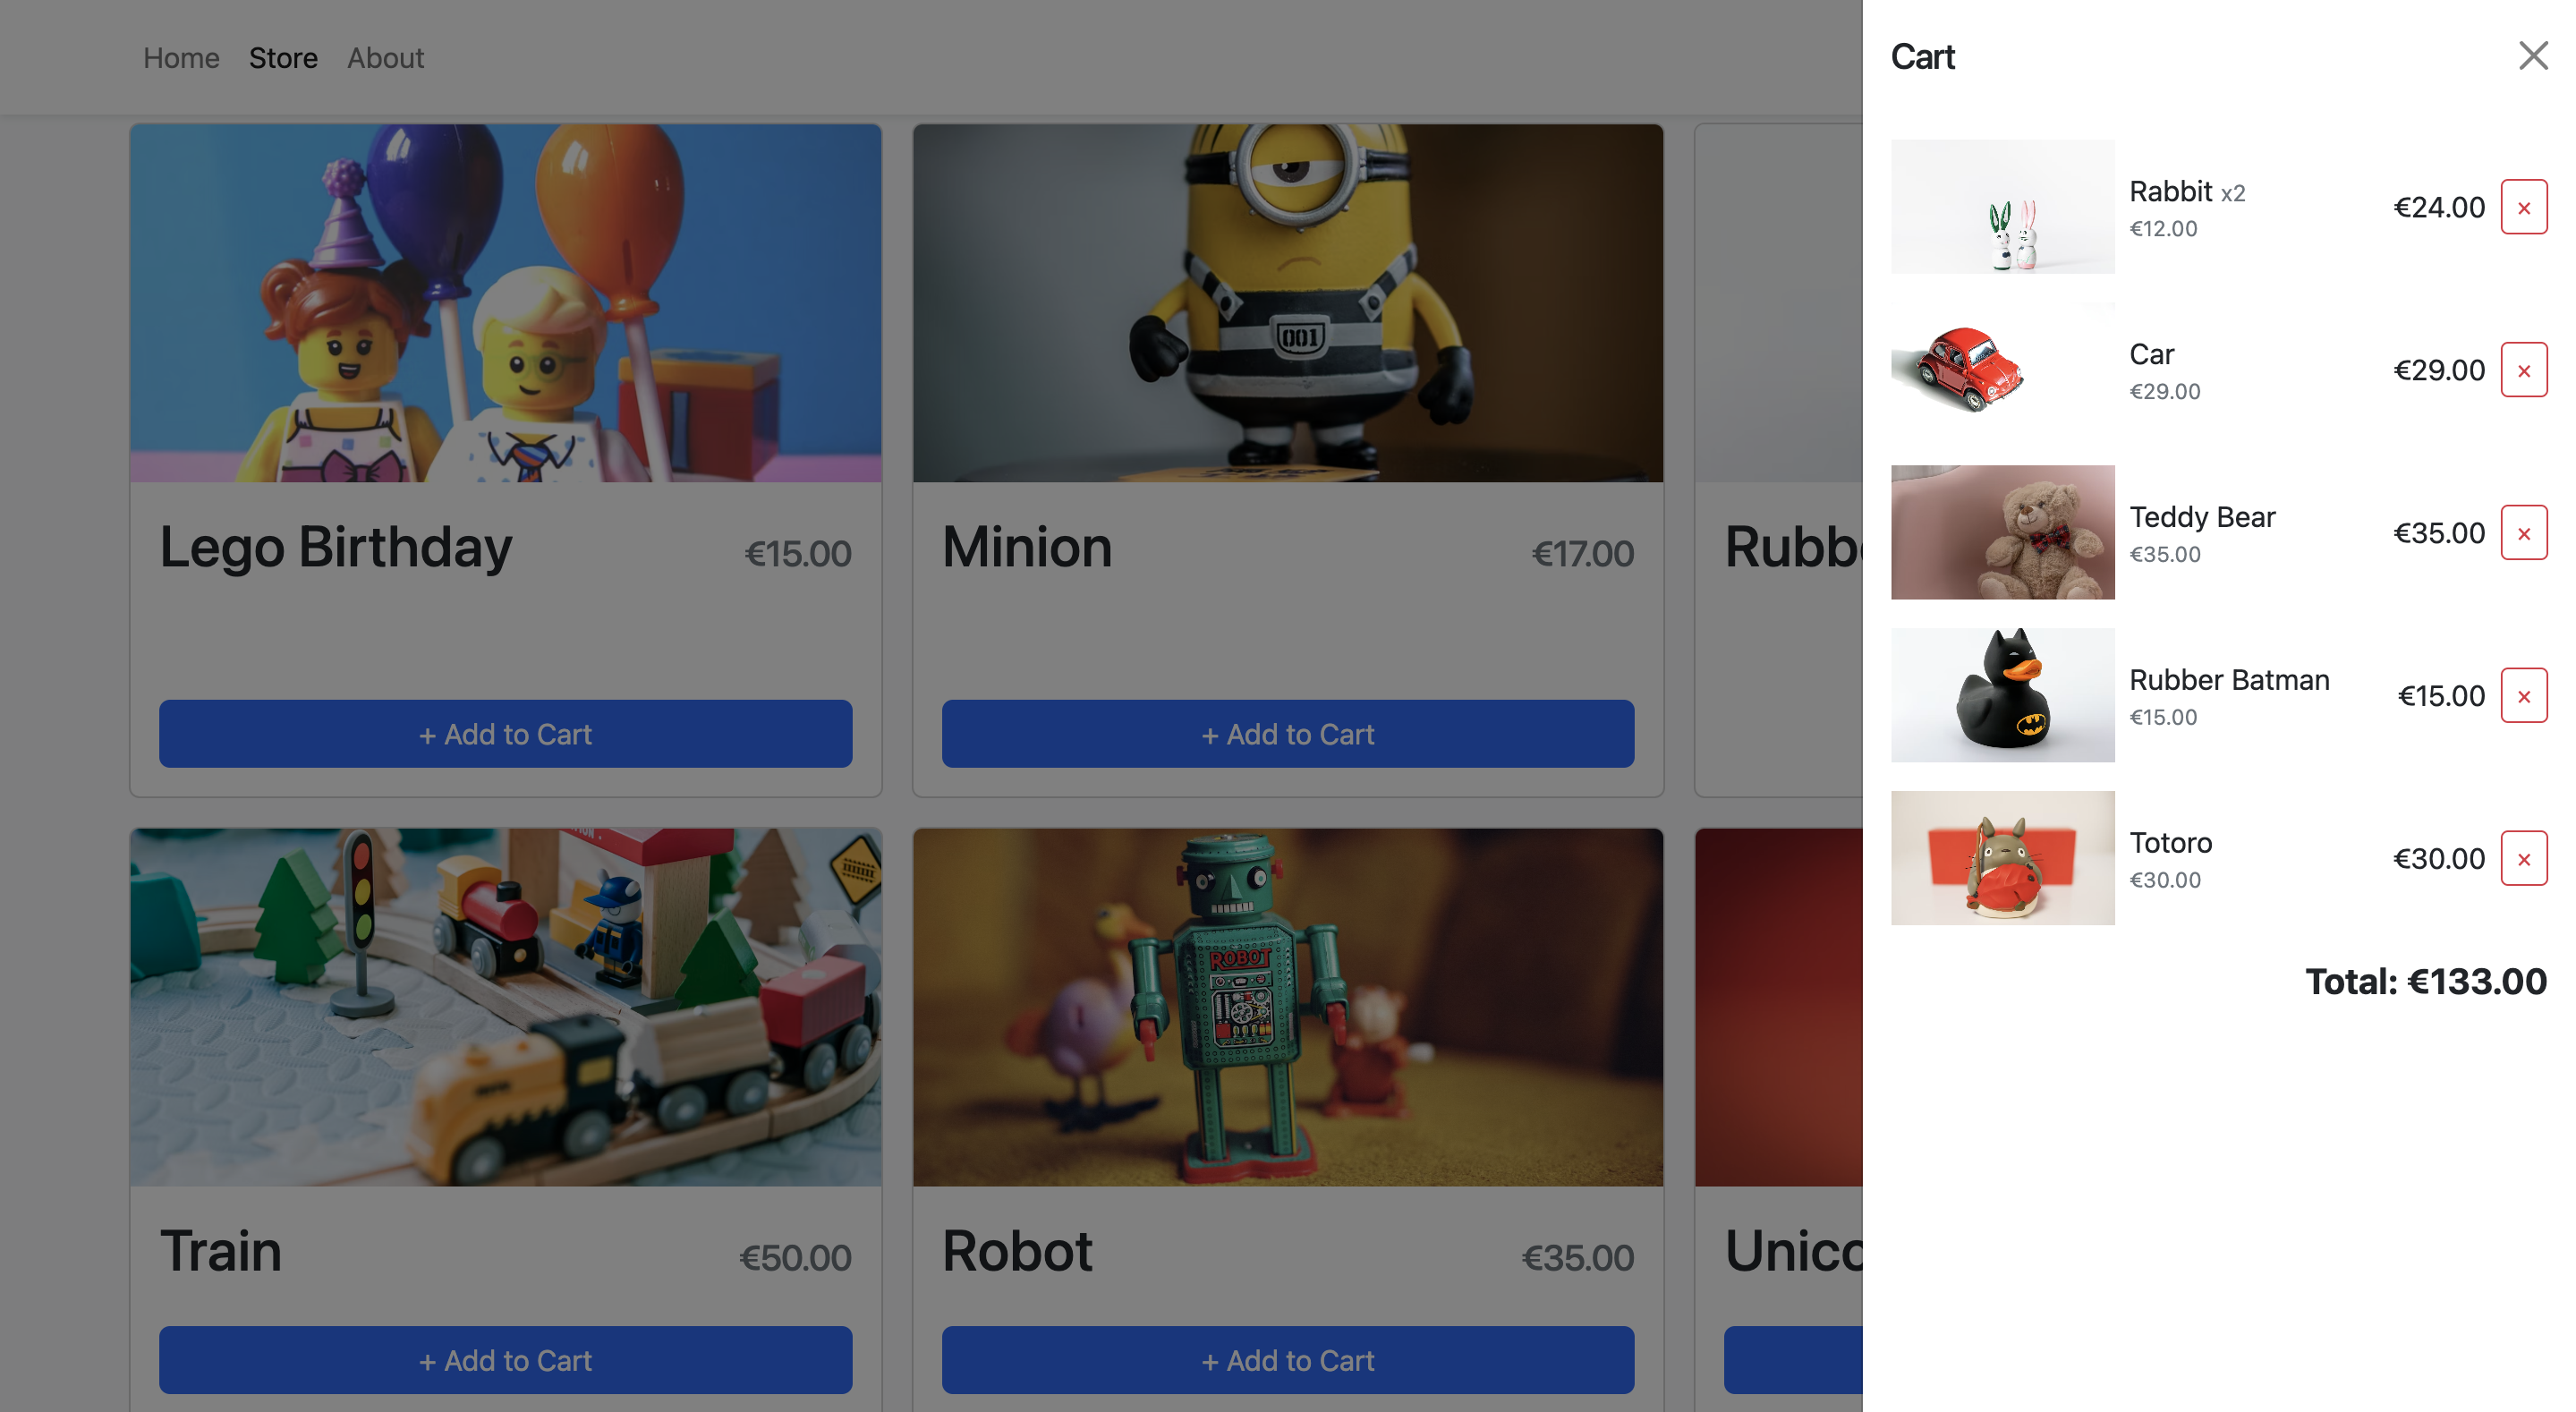 Home Store About
Lego Birthday €15.00
+ Add to Cart
001
Minion €17.00
+ Add to Cart
Train €50.00
+ Add to Cart
ROBOT
Robot €35.00
+ Add to Cart
Cart
Rabbit x2
€12.00
€24.00 ×
Car
€29.00
€29.00 ×
Teddy Bear
€35.00
€35.00 ×
Rubber Batman
€15.00
€15.00 ×
Totoro
€30.00
€30.00 ×
Total: €133.00